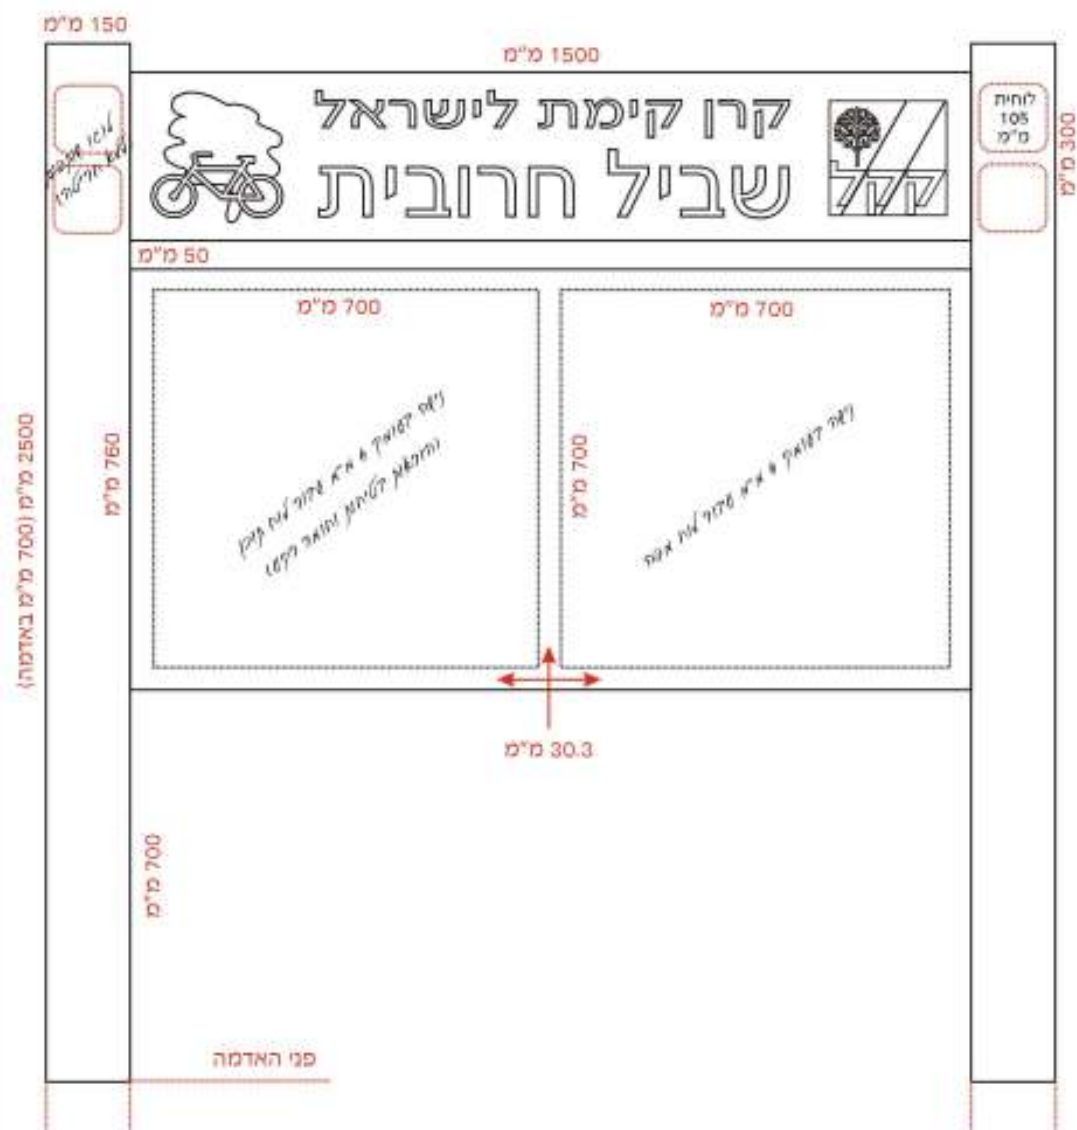 150 מ"מ
1500 מ"מ
קרן קימת לישראל
שביל חרובית
קקל
לוחית
105
מ"מ
300 מ"מ
50 מ"מ
700 מ"מ
700 מ"מ
2500 מ"מ (700 מ"מ באדמה)
760 מ"מ
700 מ"מ
30.3 מ"מ
700 מ"מ
פני האדמה